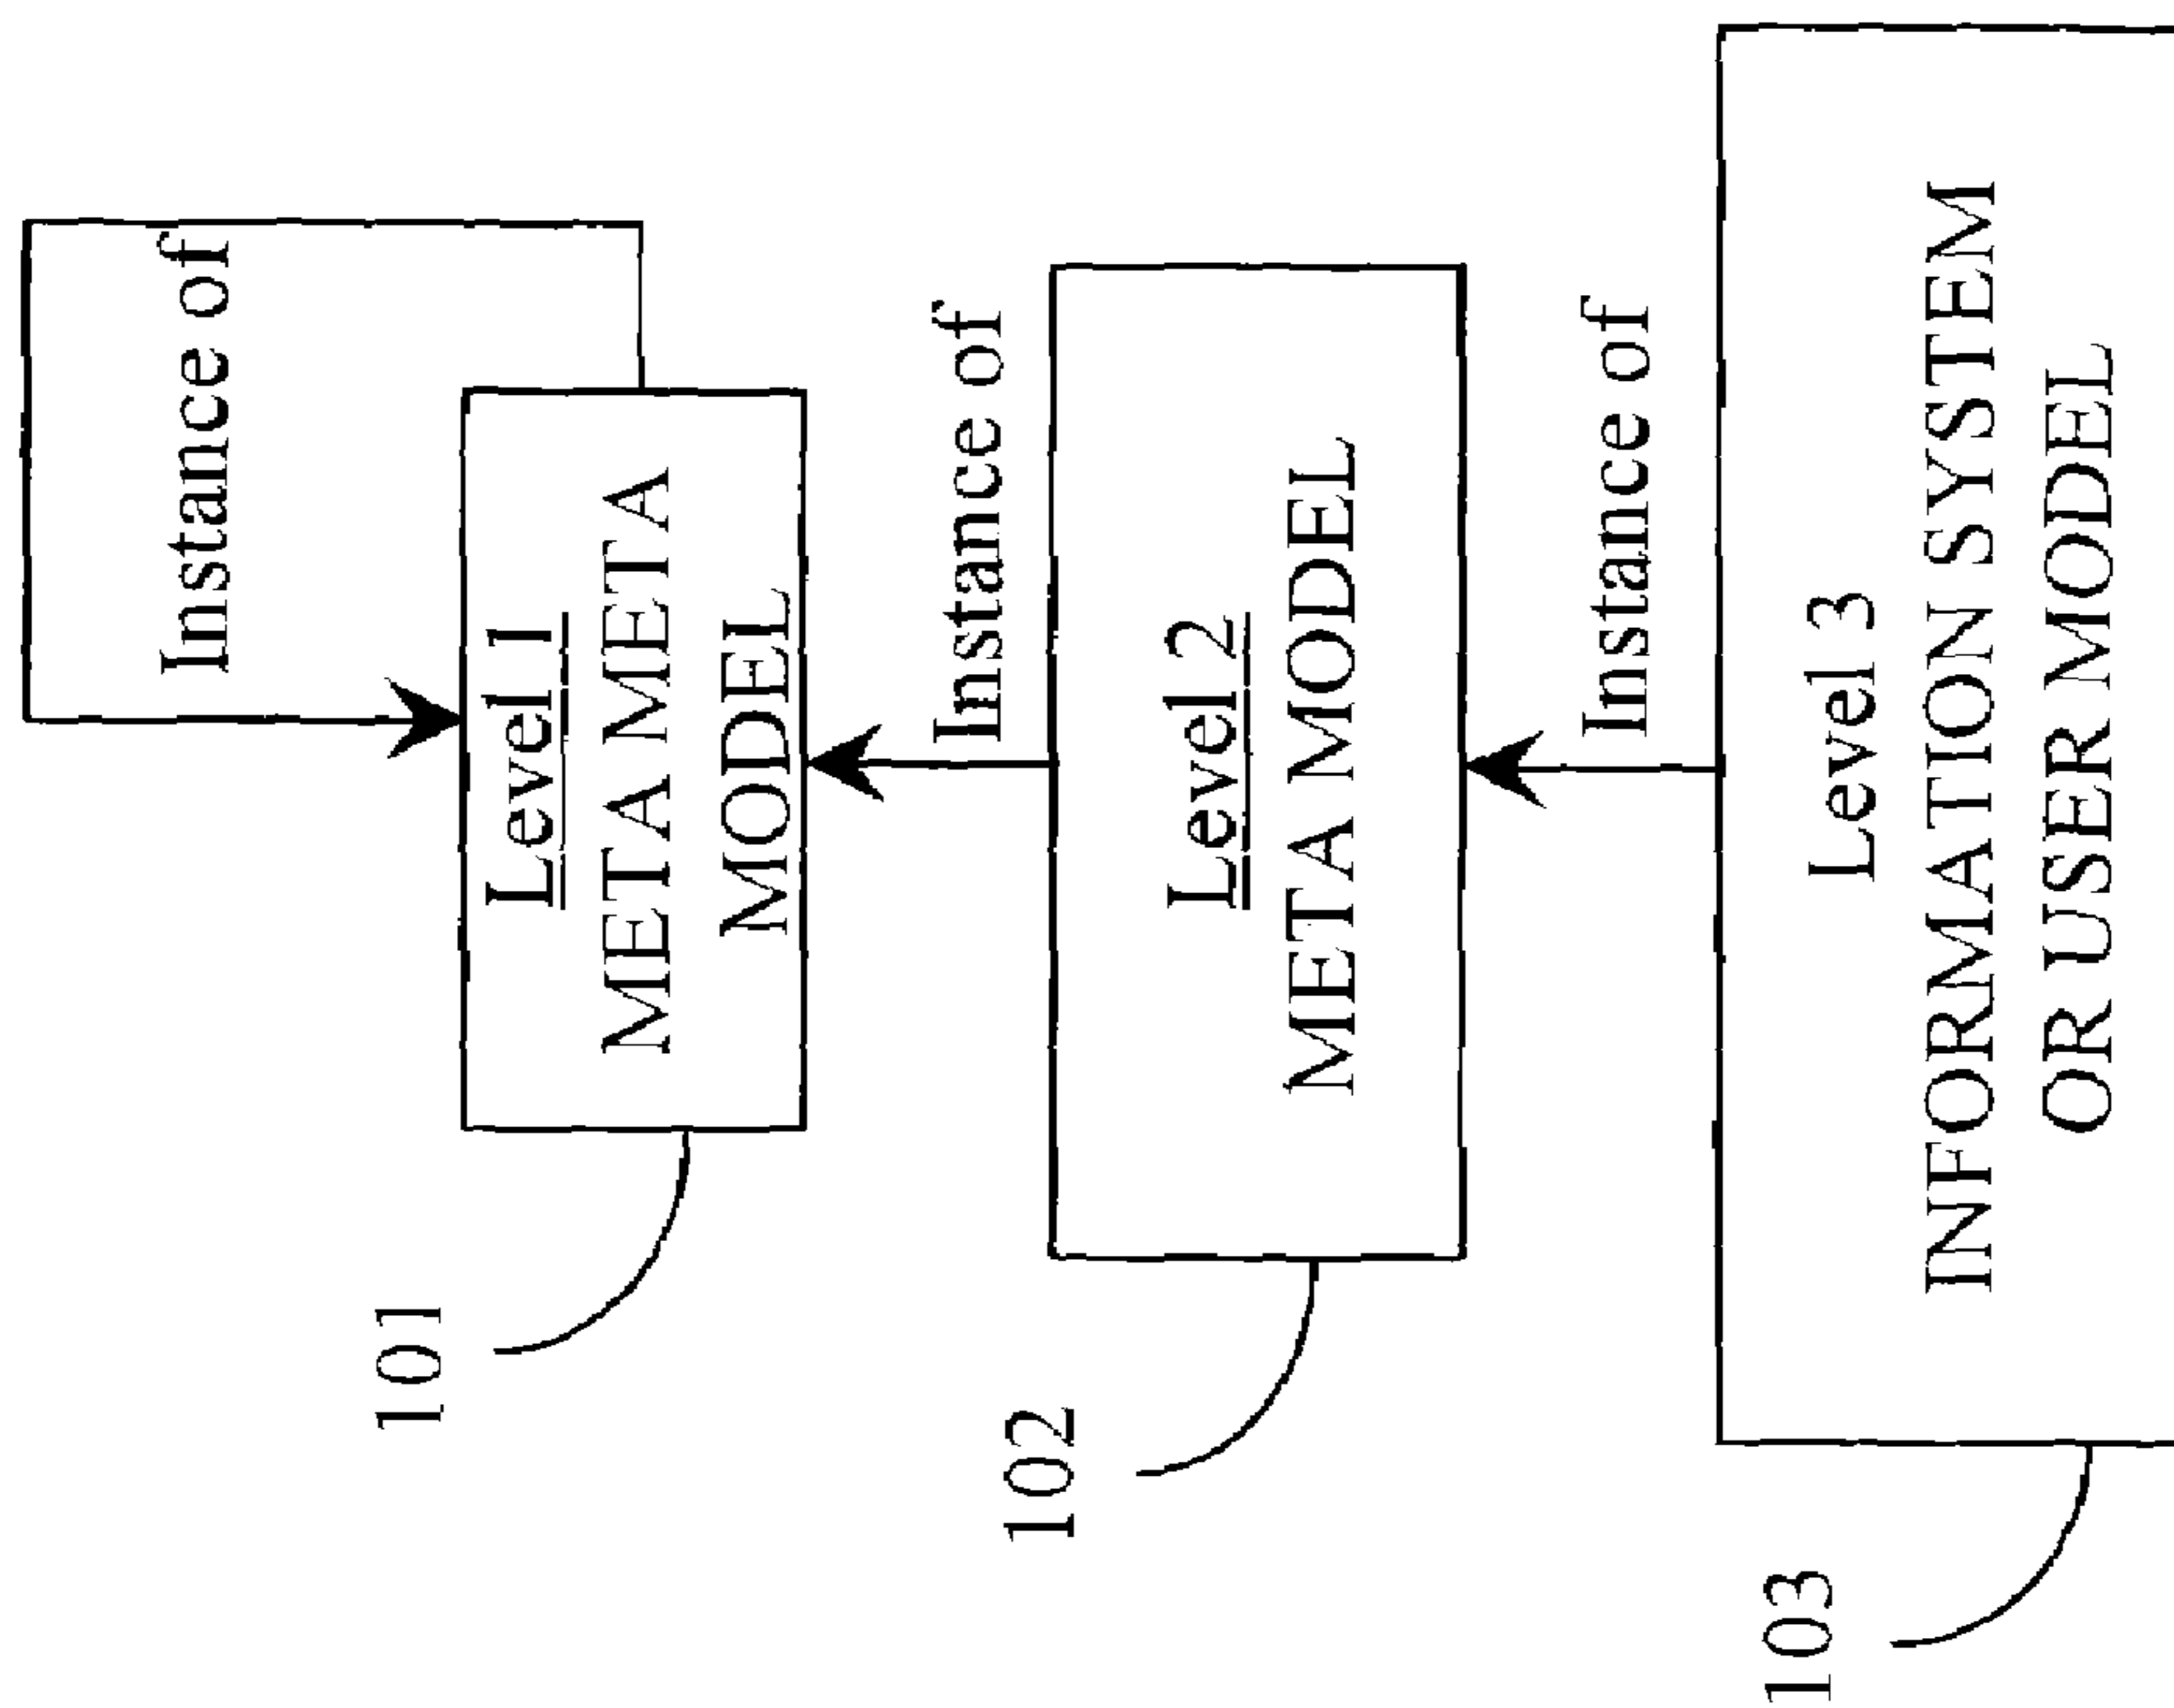 Instance of
Level 1
META META
MODEL
101
Instance of
Level 2
META MODEL
102
Instance of
Level 3
INFORMATION SYSTEM
OR USER MODEL
103